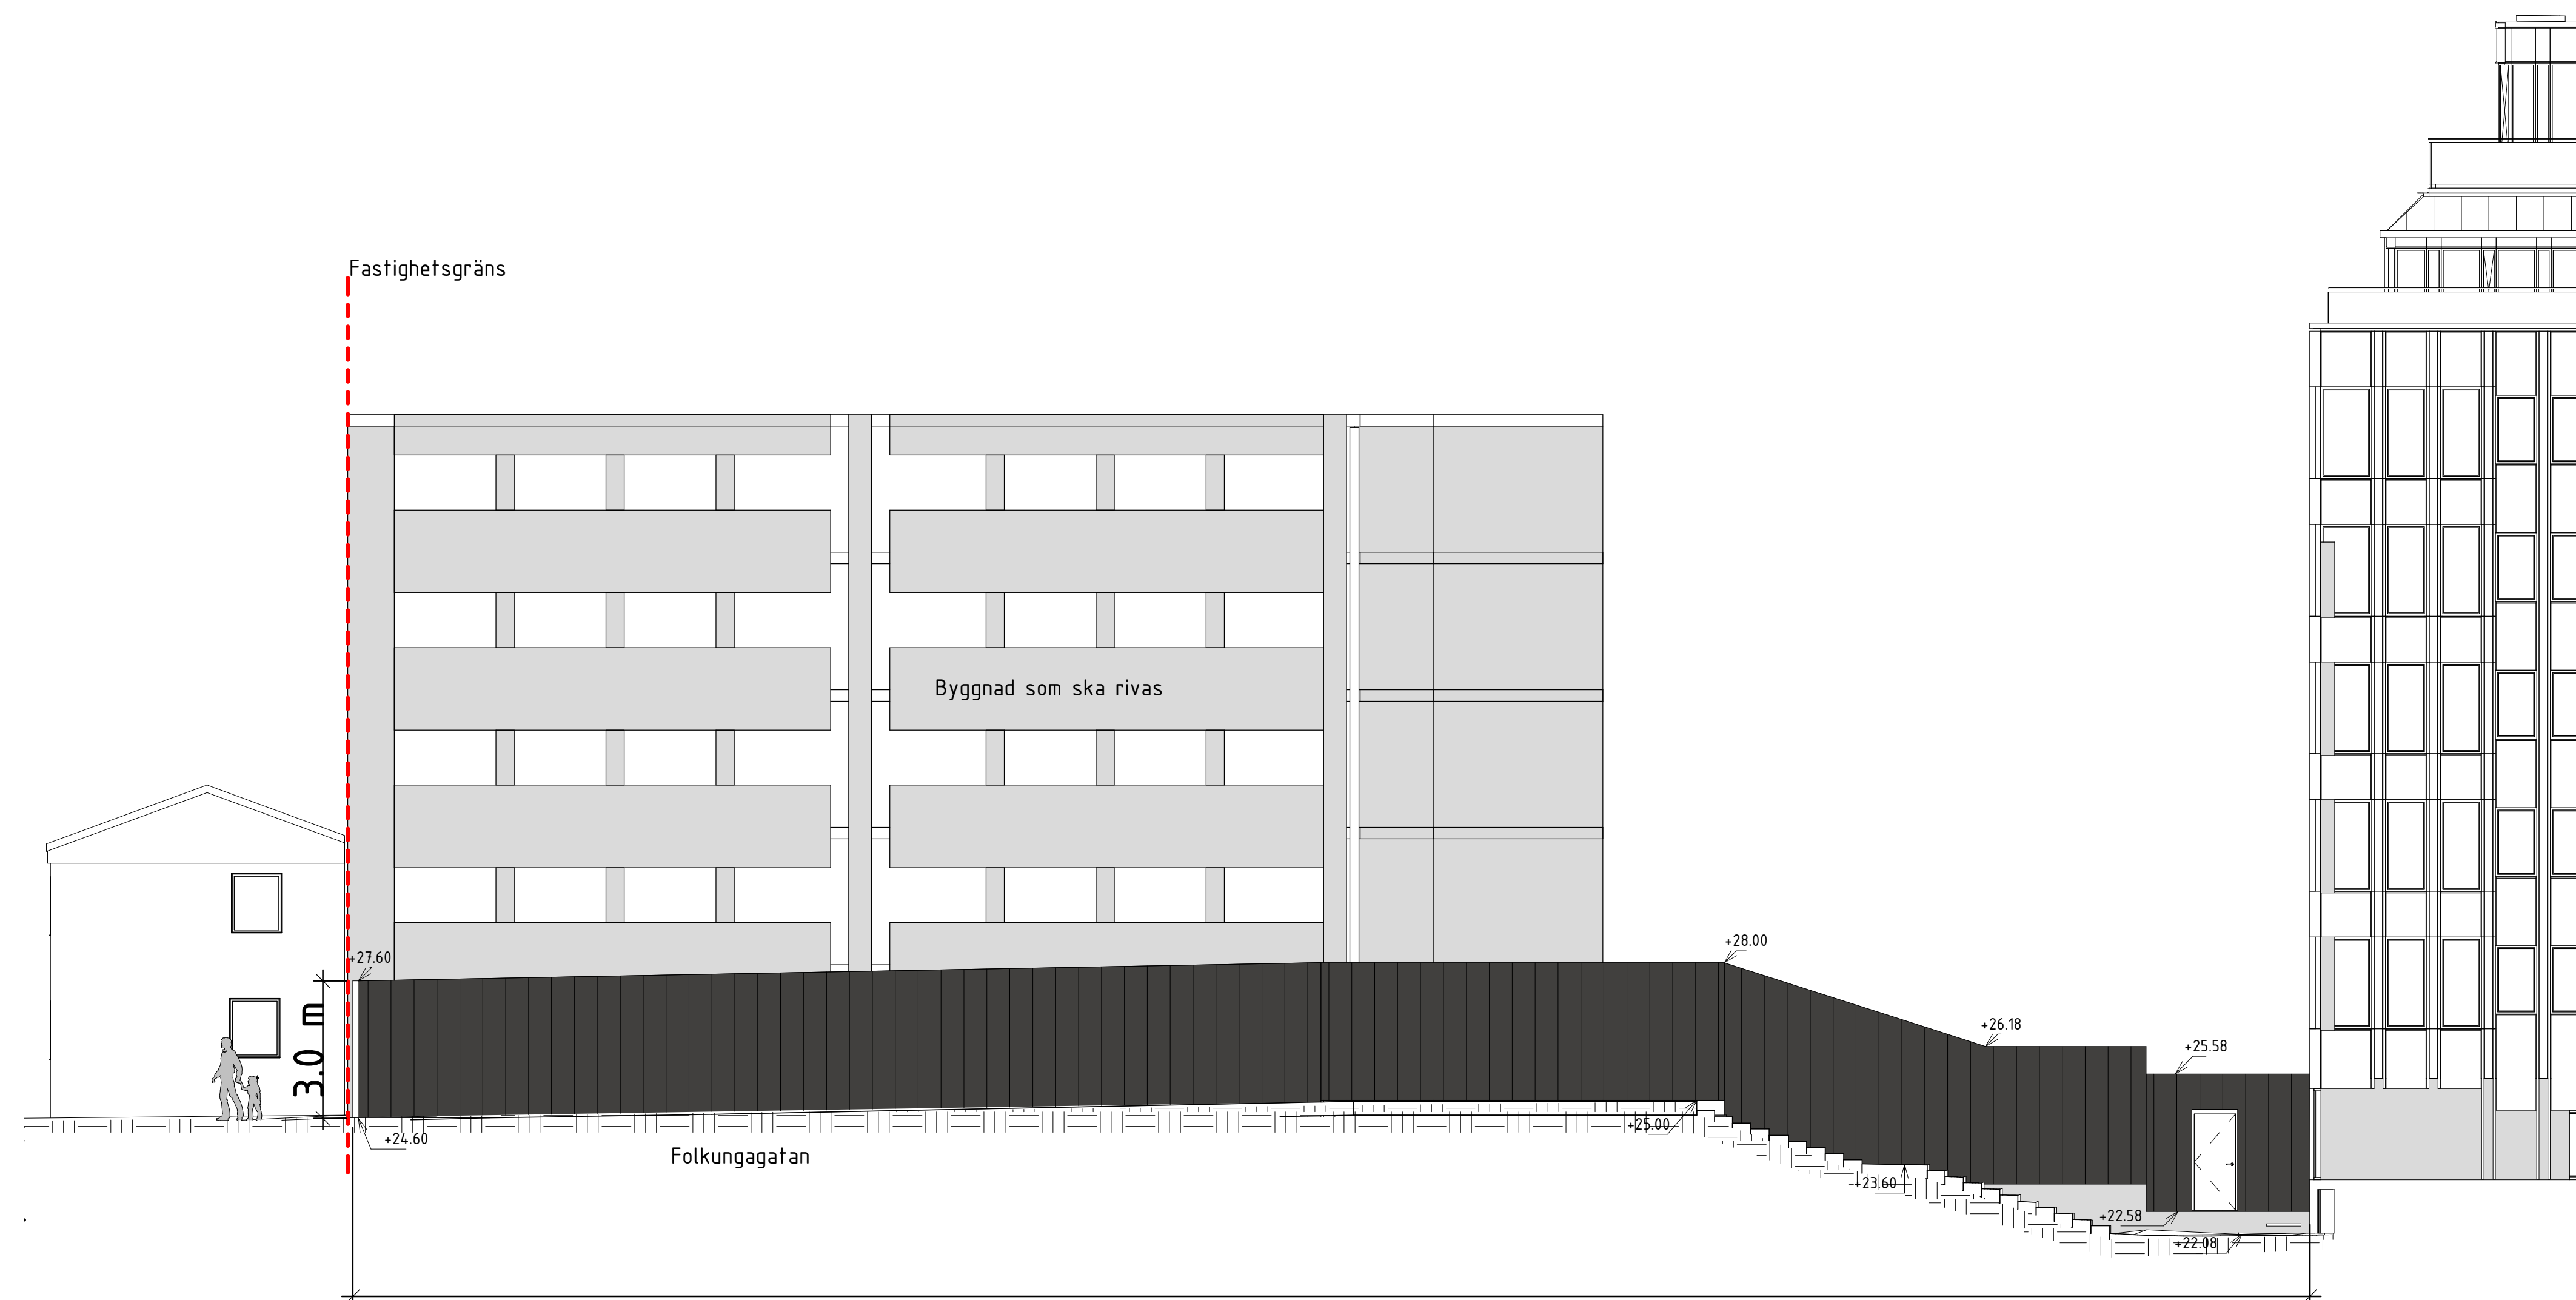 Fastighetsgräns
Byggnad som ska rivas
+28.00
+27.60
3.0 m
+26.18
+25.58
+25.00
+24.60
Folkungagatan
+23.60
+22.58
+22.08